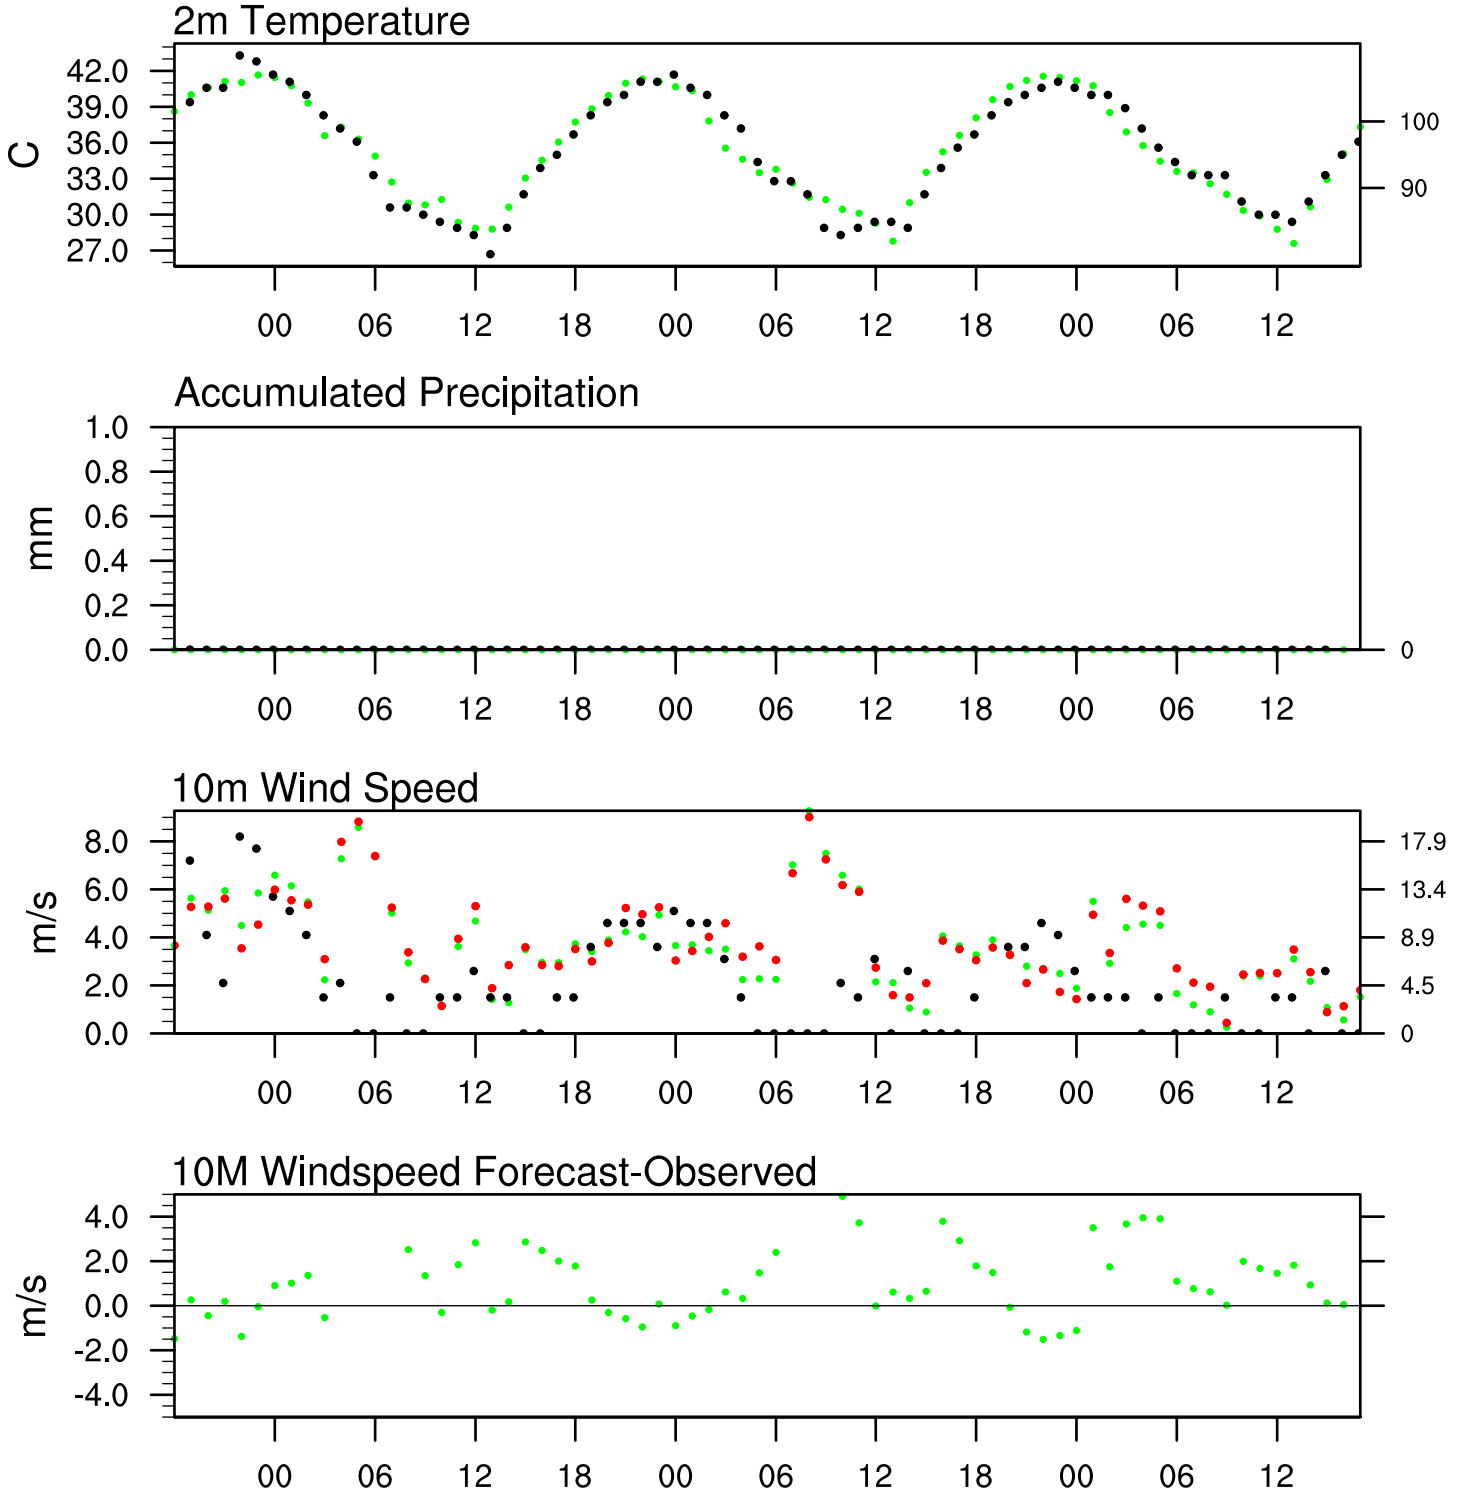 2m Temperature
42.0
39.0
36.0
33.0
30.0
27.0
C
100
90
00 06 12 18 00 06 12 18 00 06 12
Accumulated Precipitation
1.0
0.8
0.6
0.4
0.2
0.0
mm
0
00 06 12 18 00 06 12 18 00 06 12
10m Wind Speed
8.0
6.0
4.0
2.0
0.0
m/s
17.9
13.4
8.9
4.5
0
00 06 12 18 00 06 12 18 00 06 12
10M Windspeed Forecast-Observed
4.0
2.0
0.0
-2.0
-4.0
m/s
00 06 12 18 00 06 12 18 00 06 12